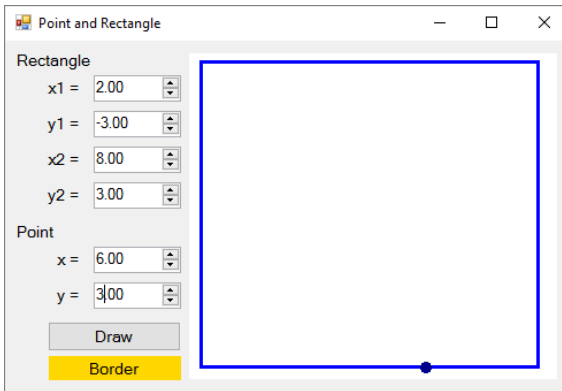 Point and Rectangle
Rectangle
x1 = 2.00
y1 = -3.00
x2 = 8.00
y2 = 3.00
Point
x = 6.00
y = 3.00
Draw
Border